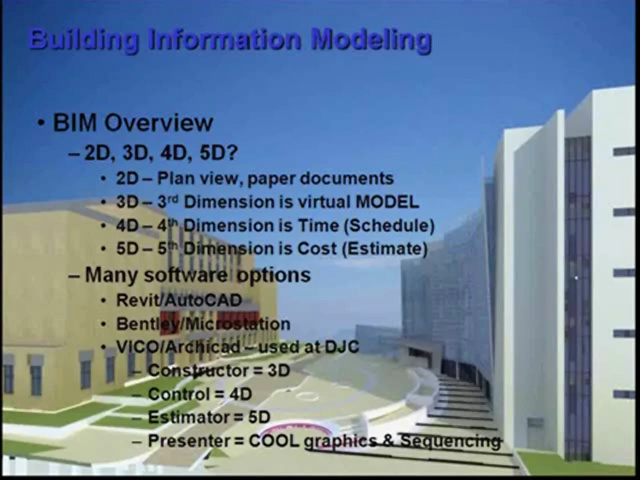 Building Information Modeling
• BIM Overview
– 2D, 3D, 4D, 5D?
• 2D – Plan view, paper documents
• 3D – 3rd Dimension is virtual MODEL
• 4D – 4th Dimension is Time (Schedule)
• 5D – 5th Dimension is Cost (Estimate)
– Many software options
• Revit/AutoCAD
• Bentley/Microstation
• VICO/Archicad – used at DJC
– Constructor = 3D
– Control = 4D
– Estimator = 5D
– Presenter = COOL graphics & Sequencing